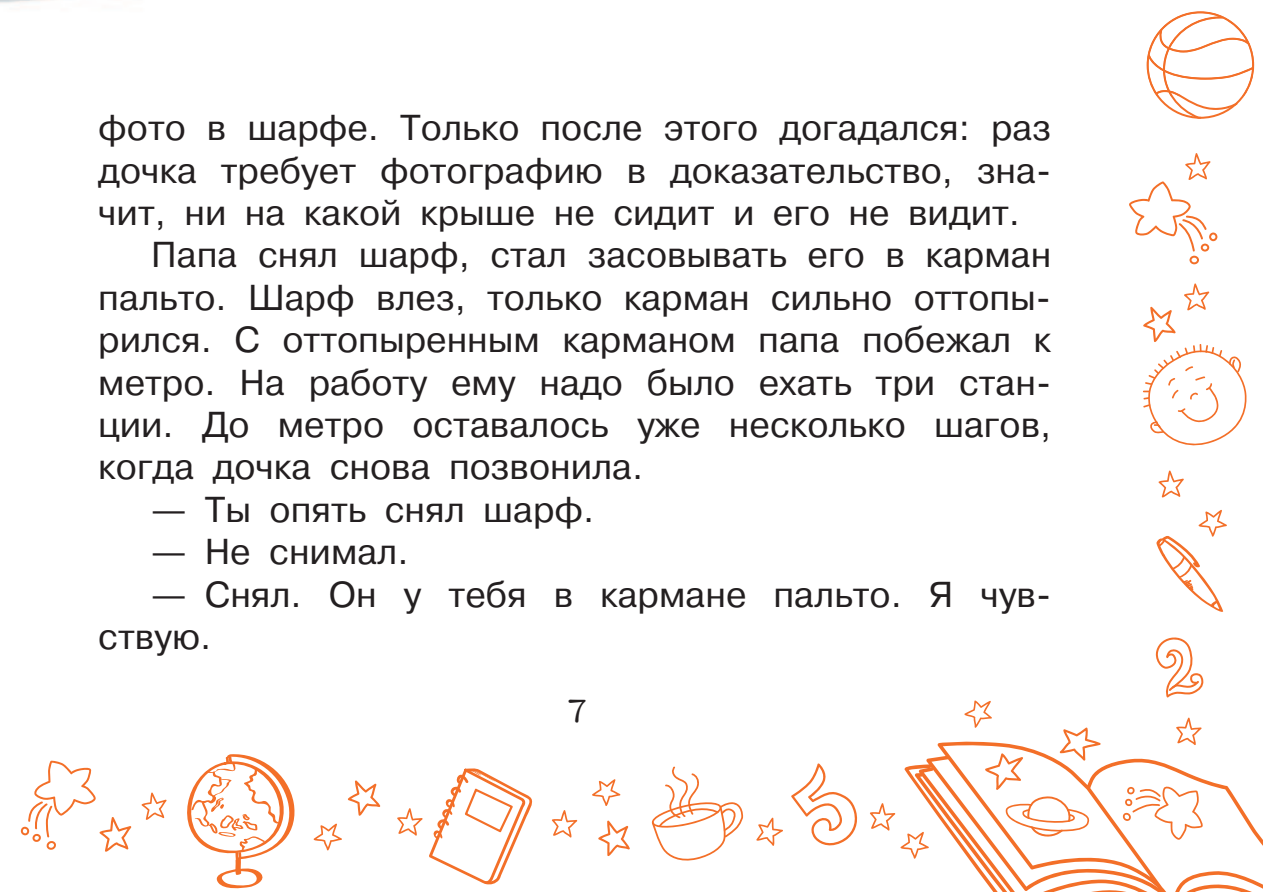 фото в шарфе. Только после этого догадался: раз
дочка требует фотографию в доказательство, зна-
чит, ни на какой крыше не сидит и его не видит.
Папа снял шарф, стал засовывать его в карман
пальто. Шарф влез, только карман сильно оттопы-
рился. С оттопыренным карманом папа побежал к
метро. На работу ему надо было ехать три стан-
ции. До метро оставалось уже несколько шагов,
когда дочка снова позвонила.
— Ты опять снял шарф.
— Не снимал.
— Снял. Он у тебя в кармане пальто. Я чув-
ствую.
2
7
5